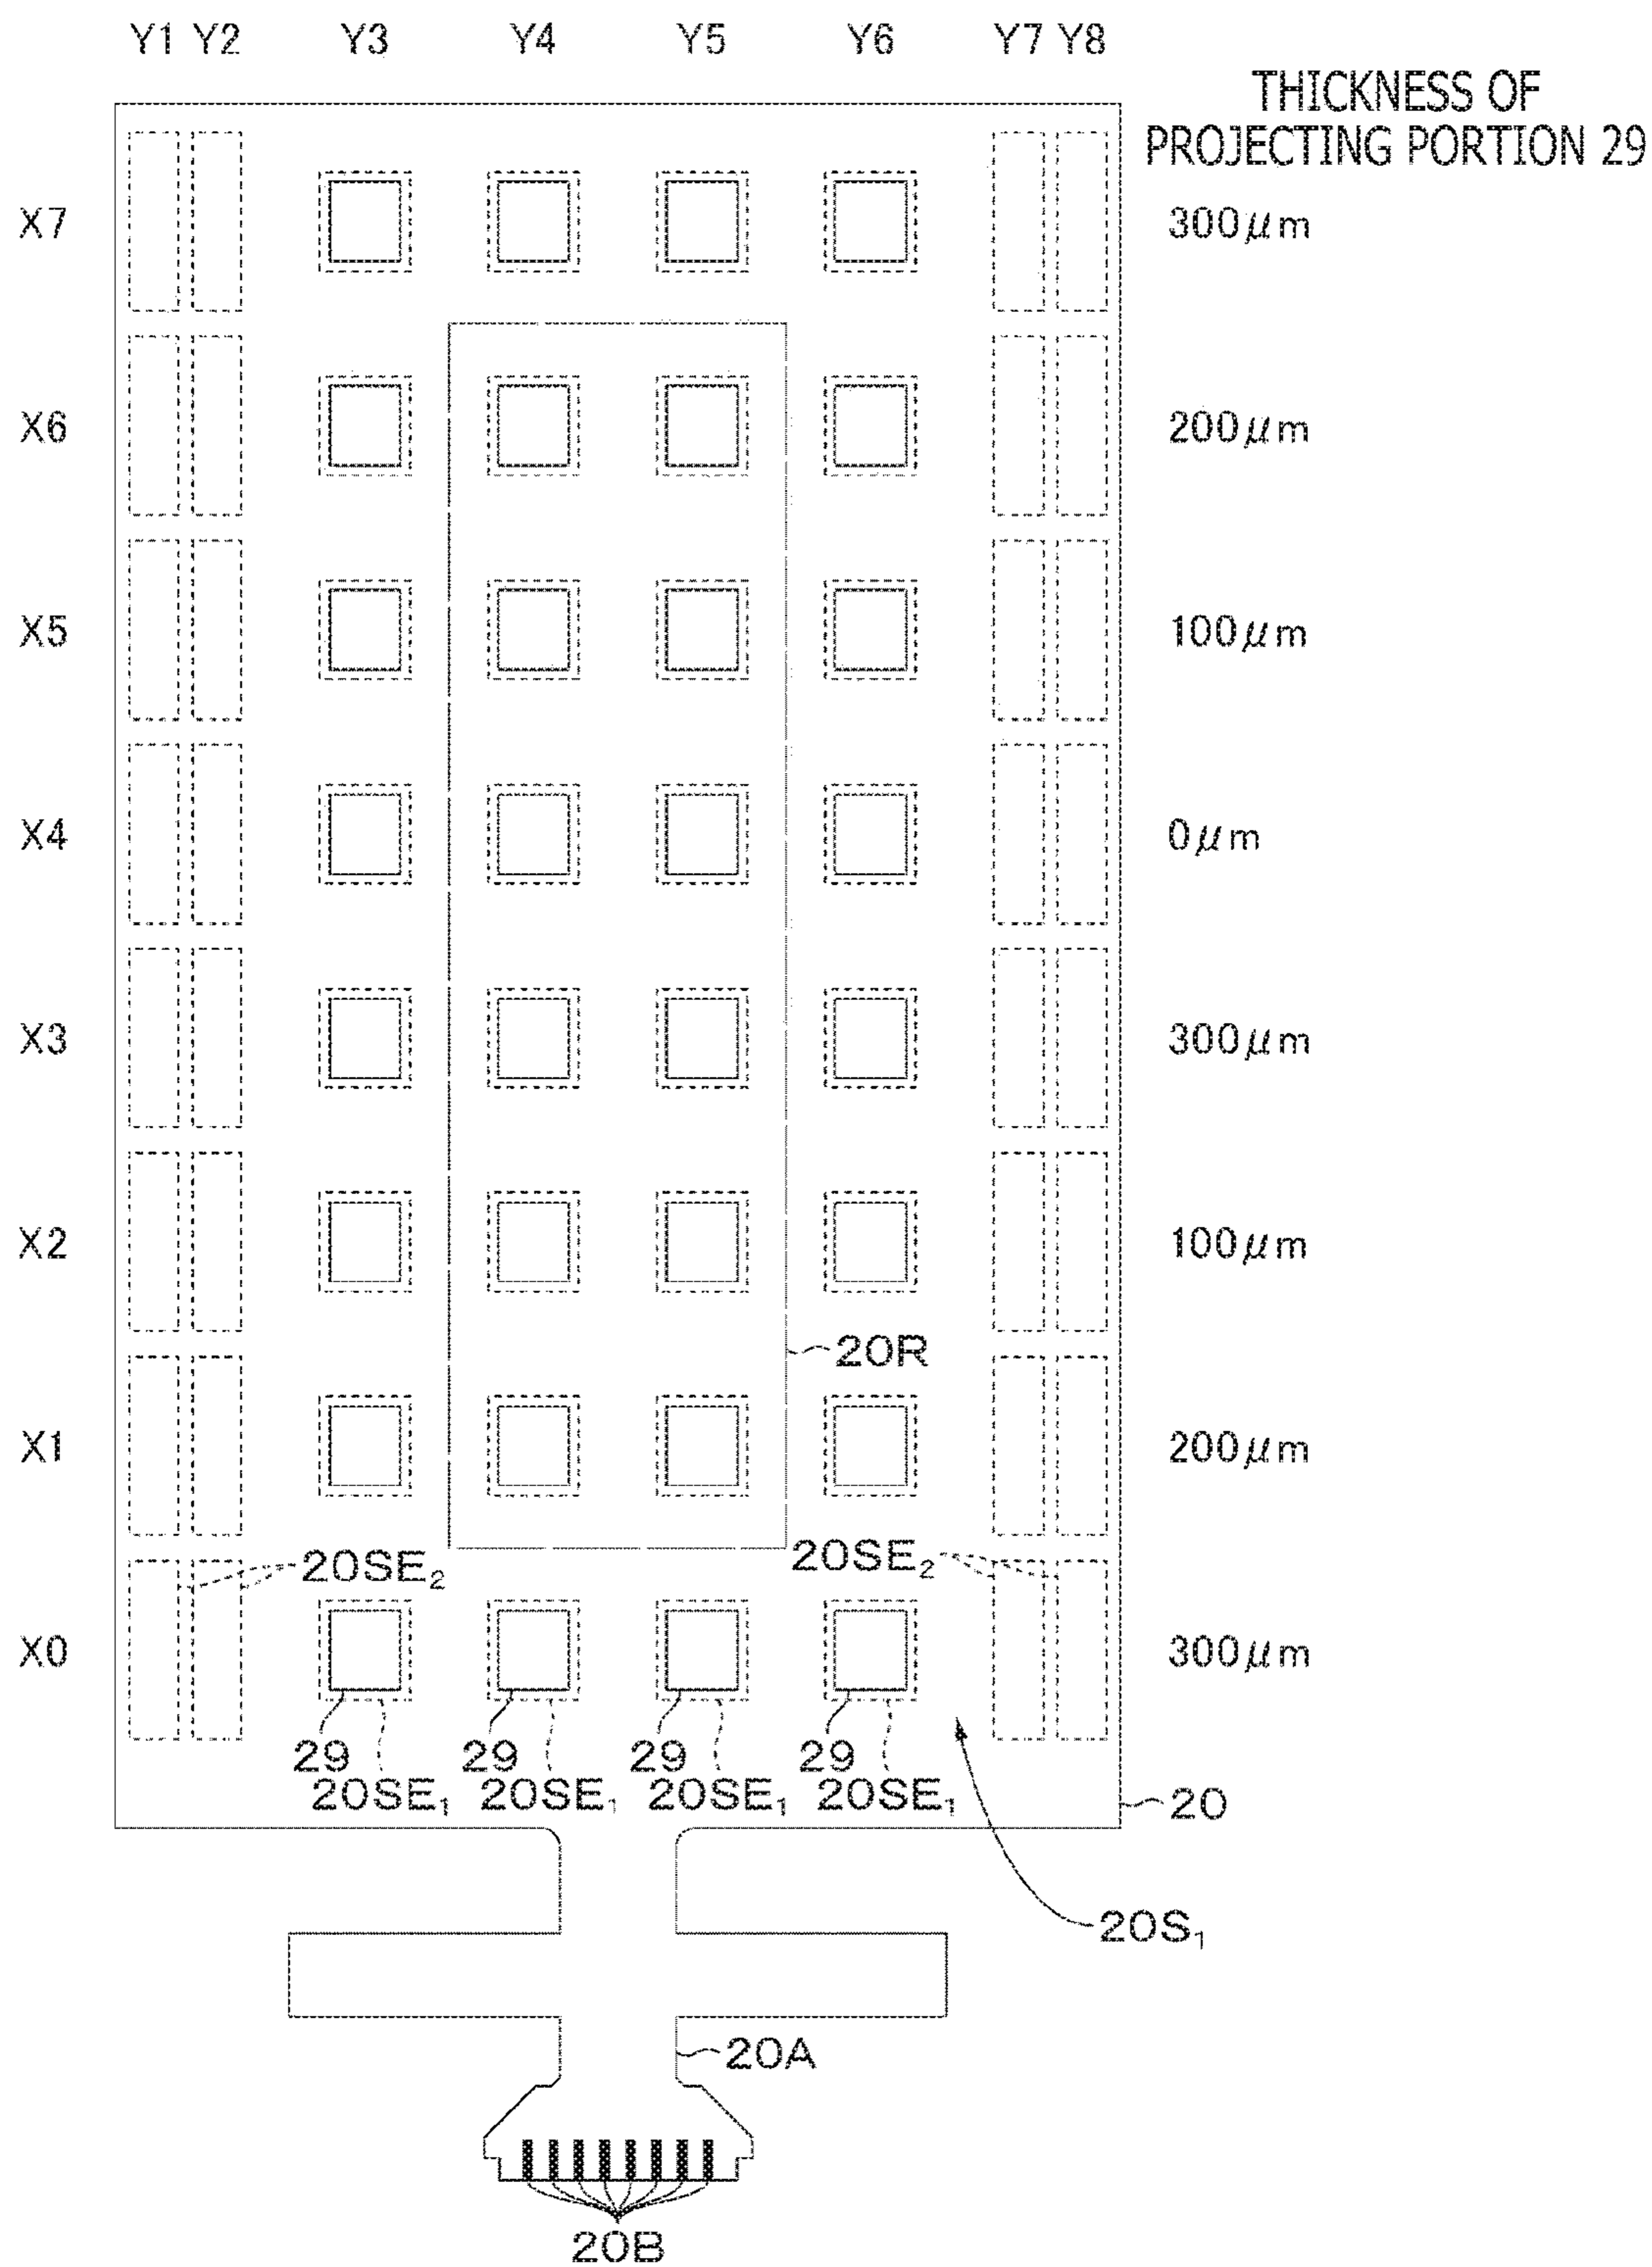 Y1 Y2 Y3 Y4 Y5 Y6 Y7 Y8
THICKNESS OF
PROJECTING PORTION 29
X7 300μm
X6 200μm
X5 100μm
X4 0μm
X3 300μm
X2 100μm
20R
X1 200μm
20SE2 20SE2
X0 300μm
29 29 29 29
20SE1 20SE1 20SE1 20SE1 20
20S1
20A
20B